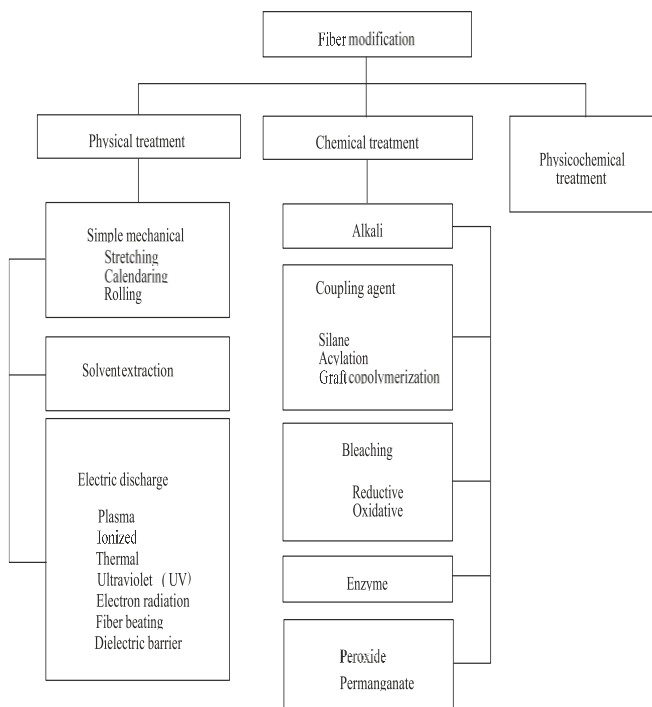 Fiber modification
Physical treatment
Chemical treatment
Physicochemical
treatment
Simple mechanical
Stretching
Calendaring
Rolling
Solvent extraction
Electric discharge
Plasma
Ionized
Thermal
Ultraviolet (UV)
Electron radiation
Fiber beating
Dielectric barrier
Alkali
Coupling agent
Silane
Acylation
Graft copolymerization
Bleaching
Reductive
Oxidative
Enzyme
Peroxide
Permanganate